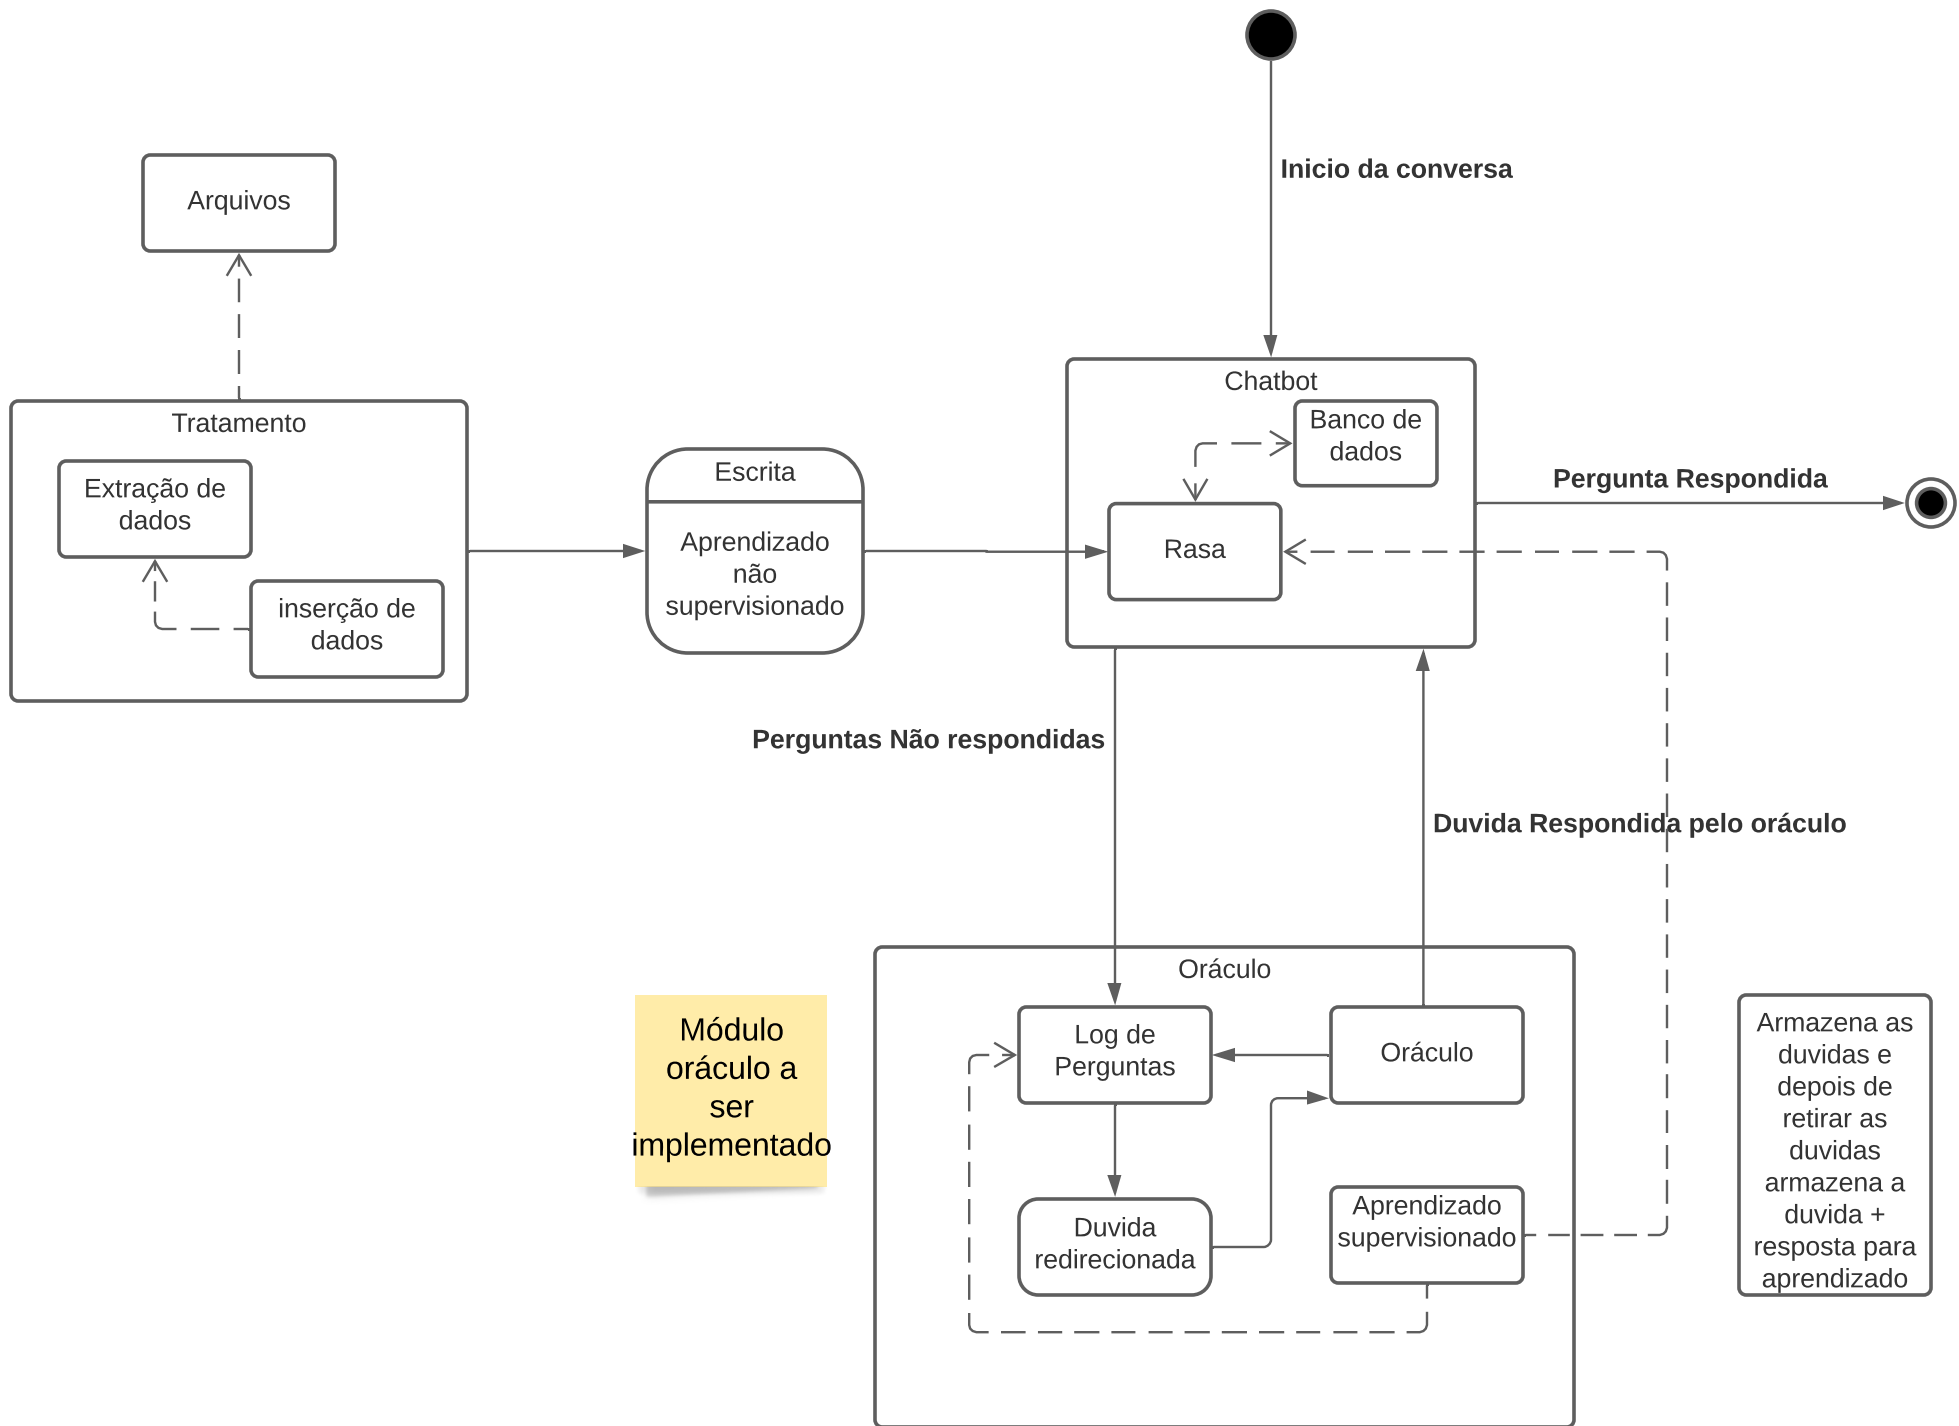 Inicio da conversa
Arquivos
Tratamento
Extração de
dados
inserção de
dados
Escrita
Aprendizado
não
supervisionado
Chatbot
Banco de
dados
Rasa
Pergunta Respondida
Perguntas Não respondidas
Duvida Respondida pelo oráculo
Oráculo
Log de
Perguntas
Oráculo
Duvida
redirecionada
Aprendizado
supervisionado
Módulo
oráculo a
ser
implementado
Armazena as
duvidas e
depois de
retirar as
duvidas
armazena a
duvida +
resposta para
aprendizado